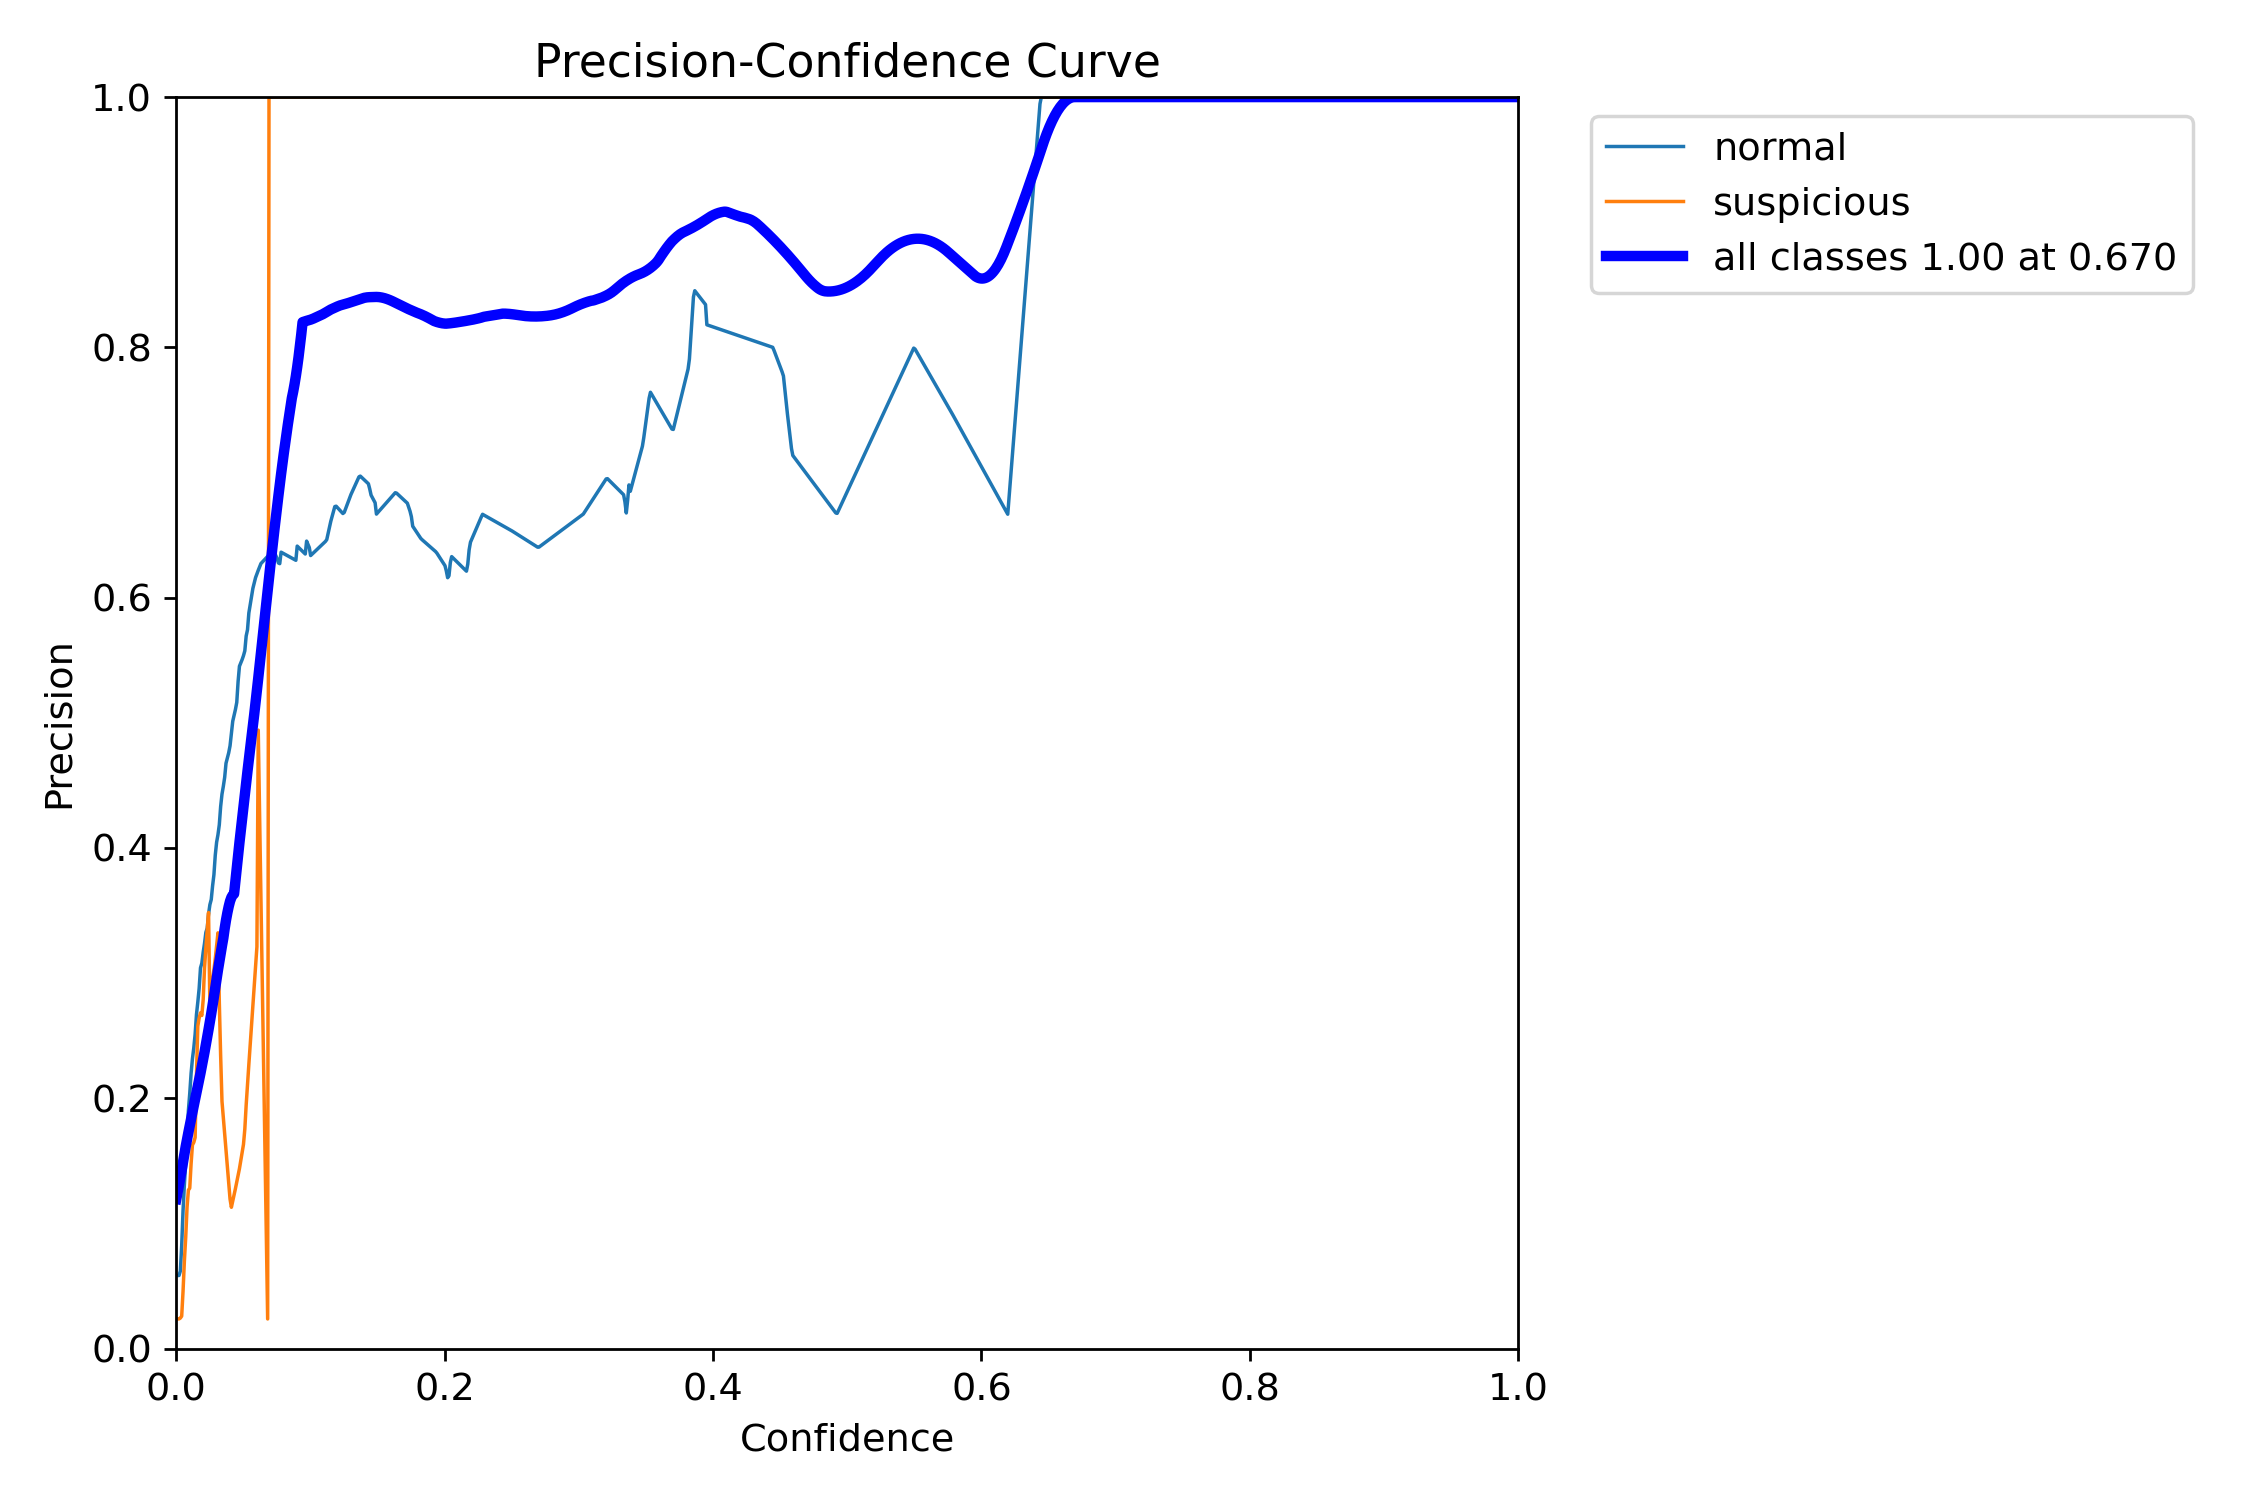 Precision-Confidence Curve
1.0
0.8
0.6
0.4
0.2
0.0
Precision
0.0 0.2 0.4 0.6 0.8 1.0
Confidence
normal
suspicious
all classes 1.00 at 0.670